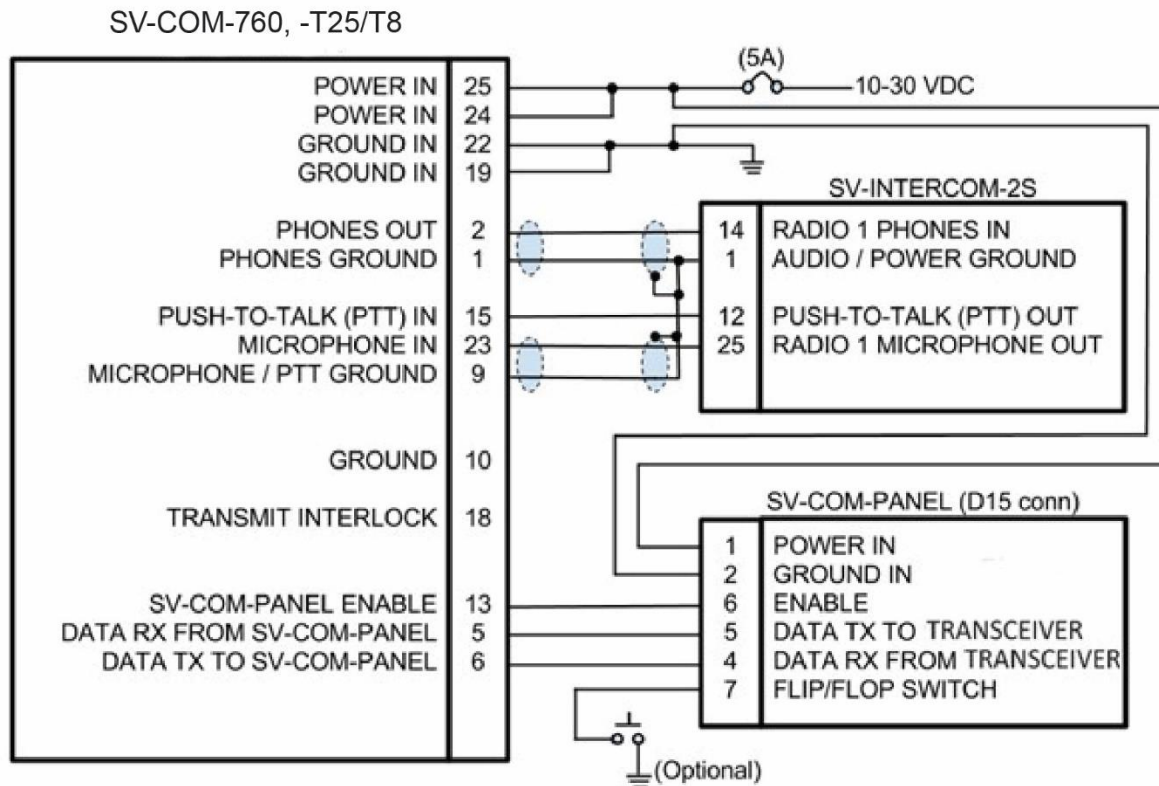 SV-COM-760, -T25/T8
(5A)
10-30 VDC
POWER IN 25
POWER IN 24
GROUND IN 22
GROUND IN 19
PHONES OUT 2
PHONES GROUND 1
PUSH-TO-TALK (PTT) IN 15
MICROPHONE IN 23
MICROPHONE / PTT GROUND 9
GROUND 10
TRANSMIT INTERLOCK 18
SV-COM-PANEL ENABLE 13
DATA RX FROM SV-COM-PANEL 5
DATA TX TO SV-COM-PANEL 6
SV-INTERCOM-2S
14 RADIO 1 PHONES IN
1 AUDIO / POWER GROUND
12 PUSH-TO-TALK (PTT) OUT
25 RADIO 1 MICROPHONE OUT
SV-COM-PANEL (D15 conn)
1 POWER IN
2 GROUND IN
6 ENABLE
5 DATA TX TO TRANSCEIVER
4 DATA RX FROM TRANSCEIVER
7 FLIP/FLOP SWITCH
(Optional)